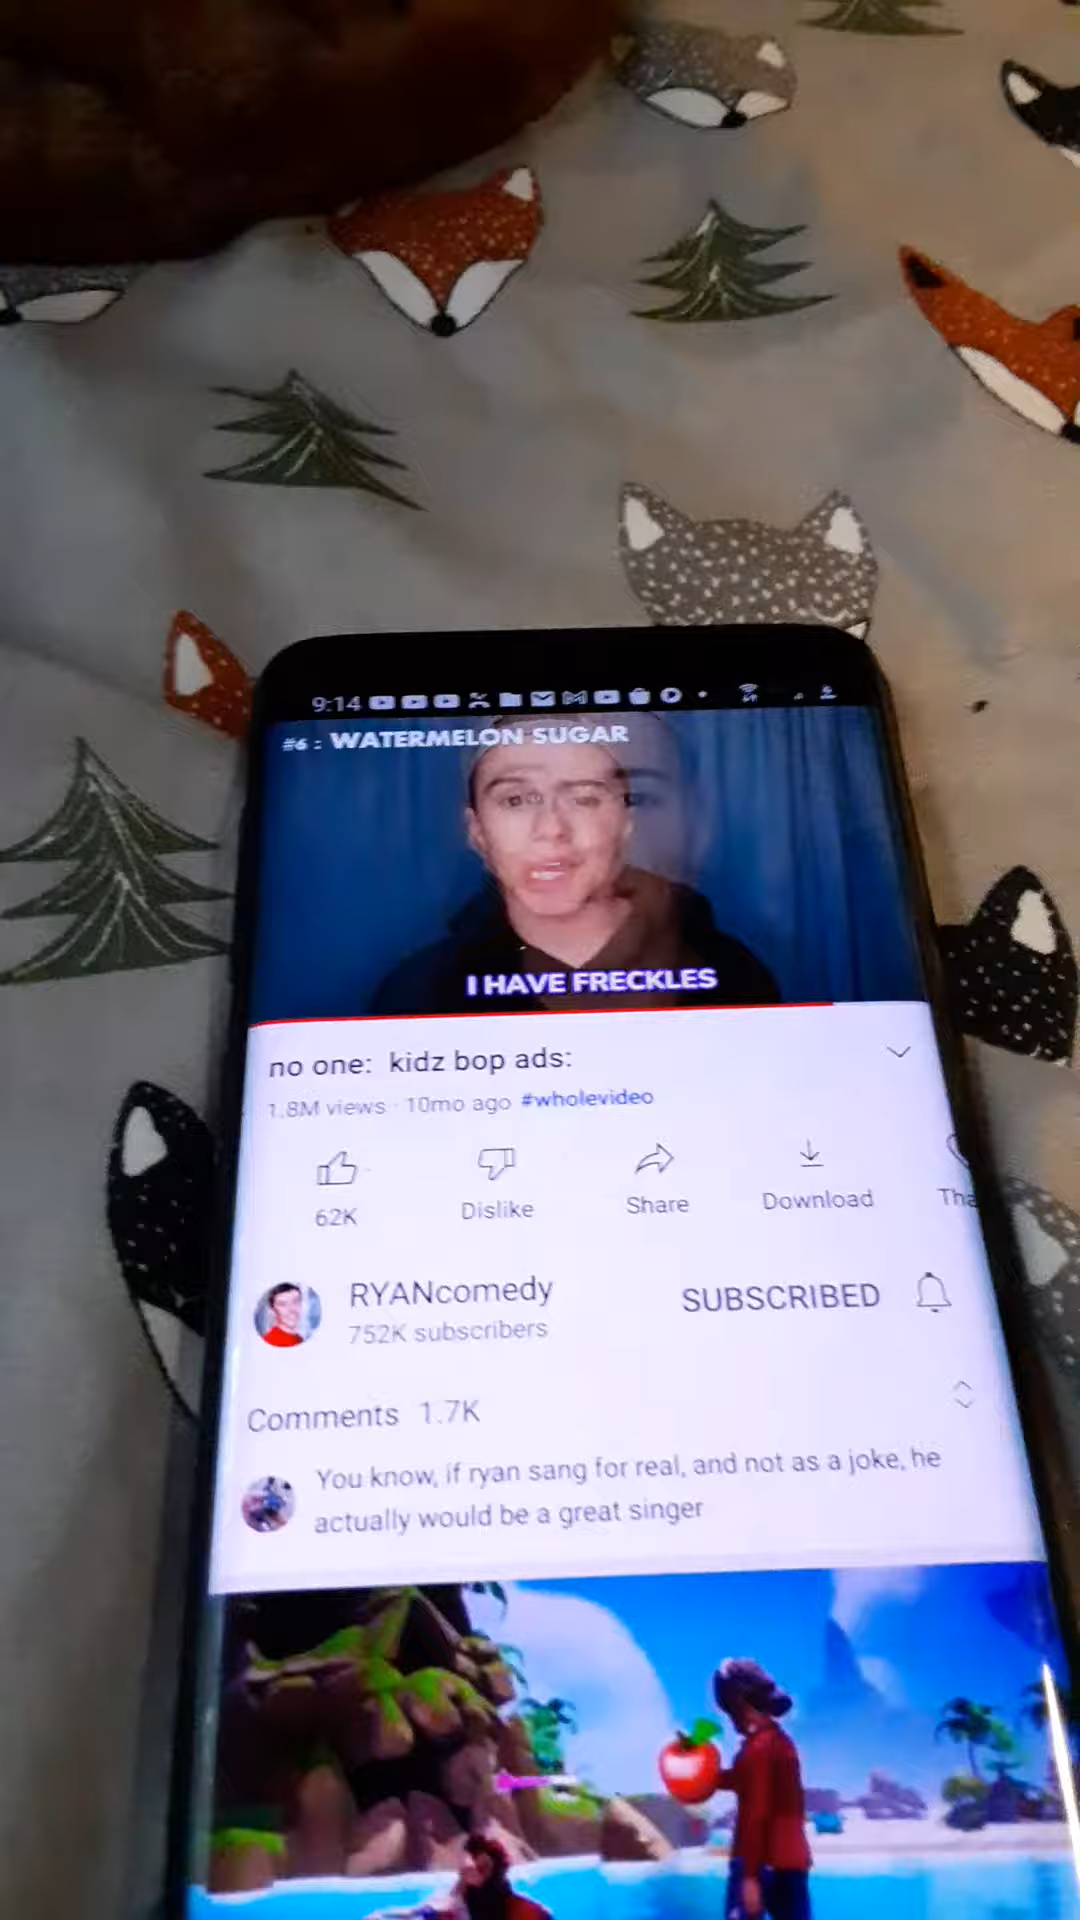 9:14
#6 : WATERMELON SUGAR
I HAVE FRECKLES
no one: kidz bop ads:
1.8M views · 10mo ago #wholevideo
62K
Dislike
Share
Download
Tha
RYANcomedy
752K subscribers
SUBSCRIBED
Comments 1.7K
You know, if ryan sang for real, and not as a joke, he
actually would be a great singer